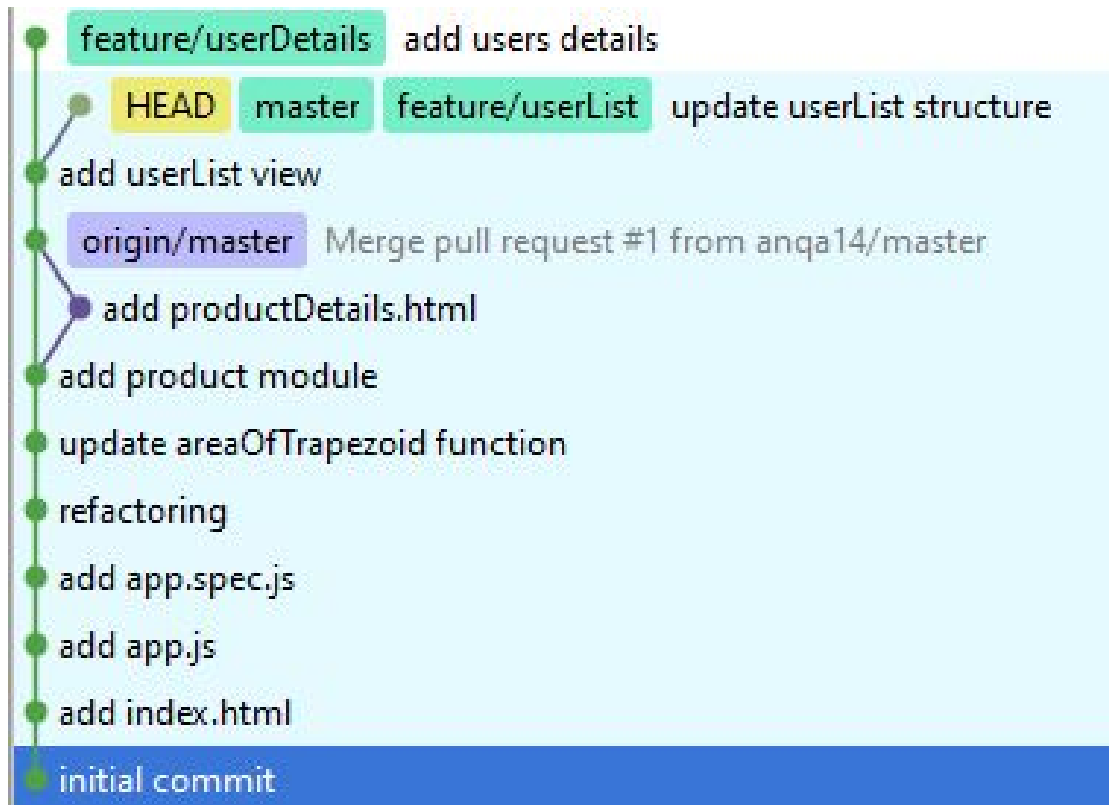 feature/userDetails add users details
HEAD master feature/userList update userList structure
add userList view
origin/master Merge pull request #1 from anqa14/master
add productDetails.html
add product module
update areaOfTrapezoid function
refactoring
add app.spec.js
add app.js
add index.html
initial commit